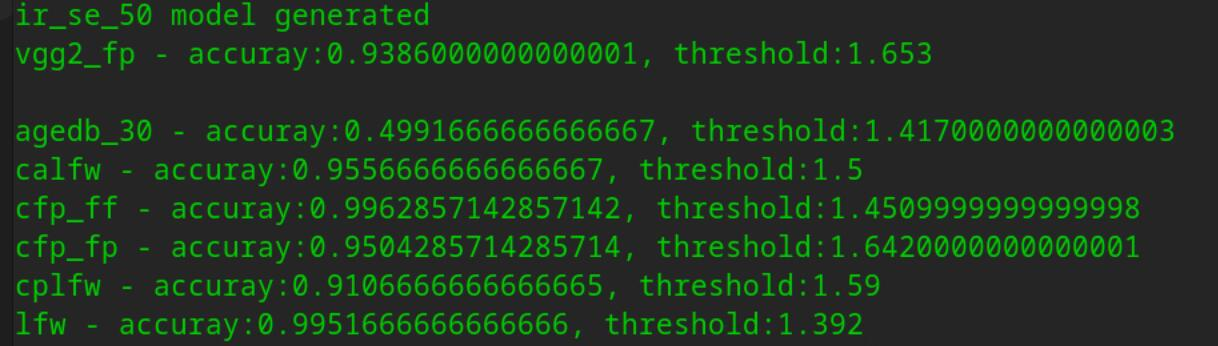 ir_se_50 model generated
vgg2_fp - accuray:0.9386000000000001, threshold:1.653
agedb_30 - accuray:0.4991666666666667, threshold:1.4170000000000003
calfw - accuray:0.9556666666666667, threshold:1.5
cfp_ff - accuray:0.9962857142857142, threshold:1.4509999999999998
cfp_fp - accuray:0.9504285714285714, threshold:1.6420000000000001
cplfw - accuray:0.9106666666666665, threshold:1.59
lfw - accuray:0.9951666666666666, threshold:1.392